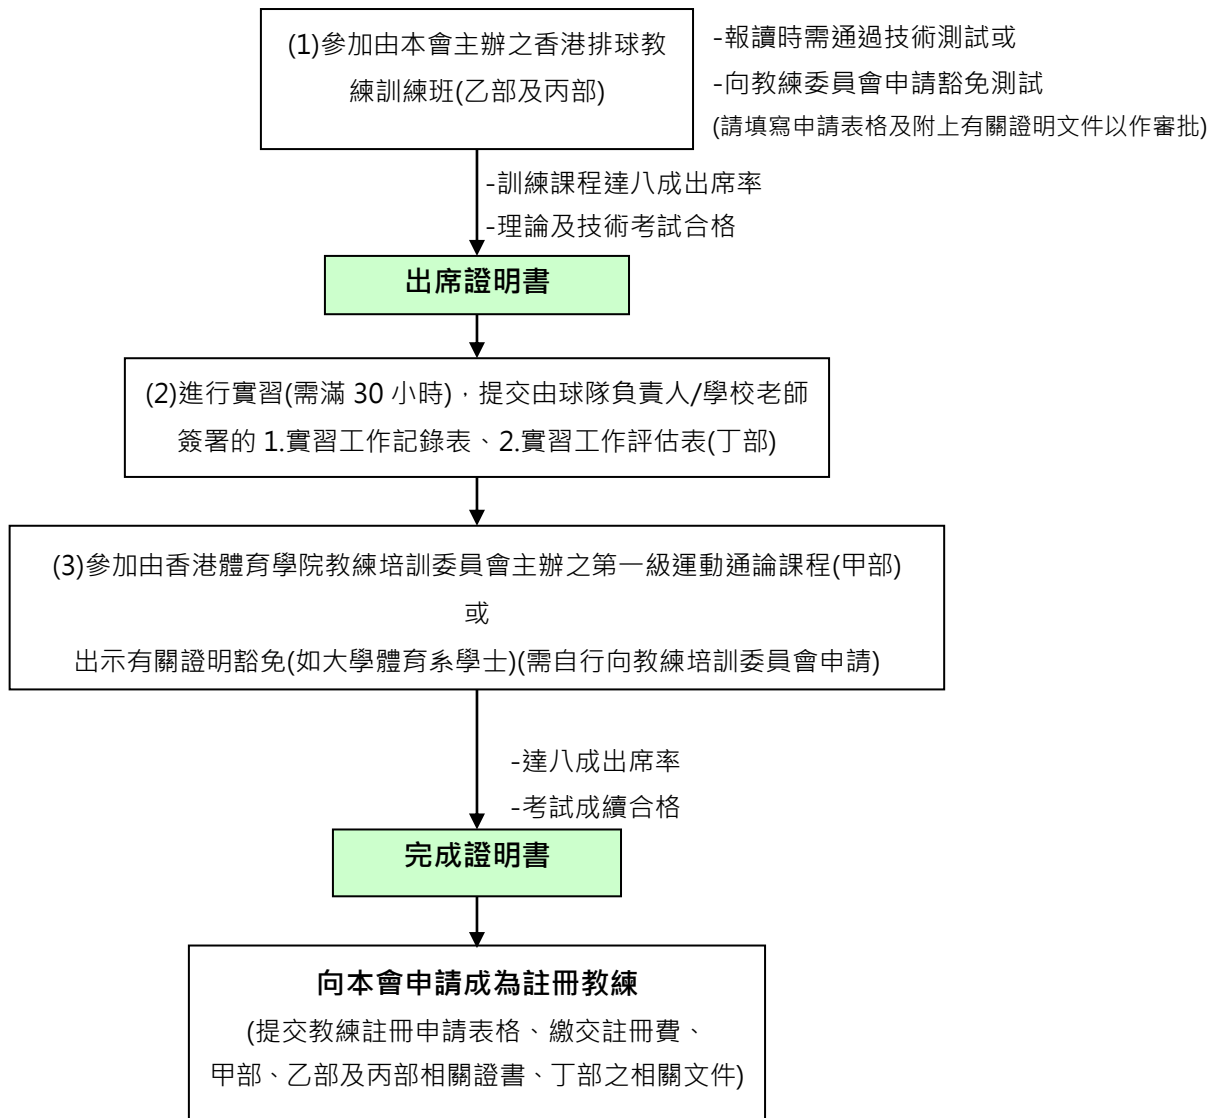 (1)參加由本會主辦之香港排球教
練訓練班(乙部及丙部)
-報讀時需通過技術測試或
-向教練委員會申請豁免測試
(請填寫申請表格及附上有關證明文件以作審批)
-訓練課程達八成出席率
-理論及技術考試合格
出席證明書
(2)進行實習(需滿 30 小時)，提交由球隊負責人/學校老師
簽署的 1.實習工作記錄表、2.實習工作評估表(丁部)
(3)參加由香港體育學院教練培訓委員會主辦之第一級運動通論課程(甲部)
或
出示有關證明豁免(如大學體育系學士)(需自行向教練培訓委員會申請)
-達八成出席率
-考試成績合格
完成證明書
向本會申請成為註冊教練
(提交教練註冊申請表格、繳交註冊費、
甲部、乙部及丙部相關證書、丁部之相關文件)